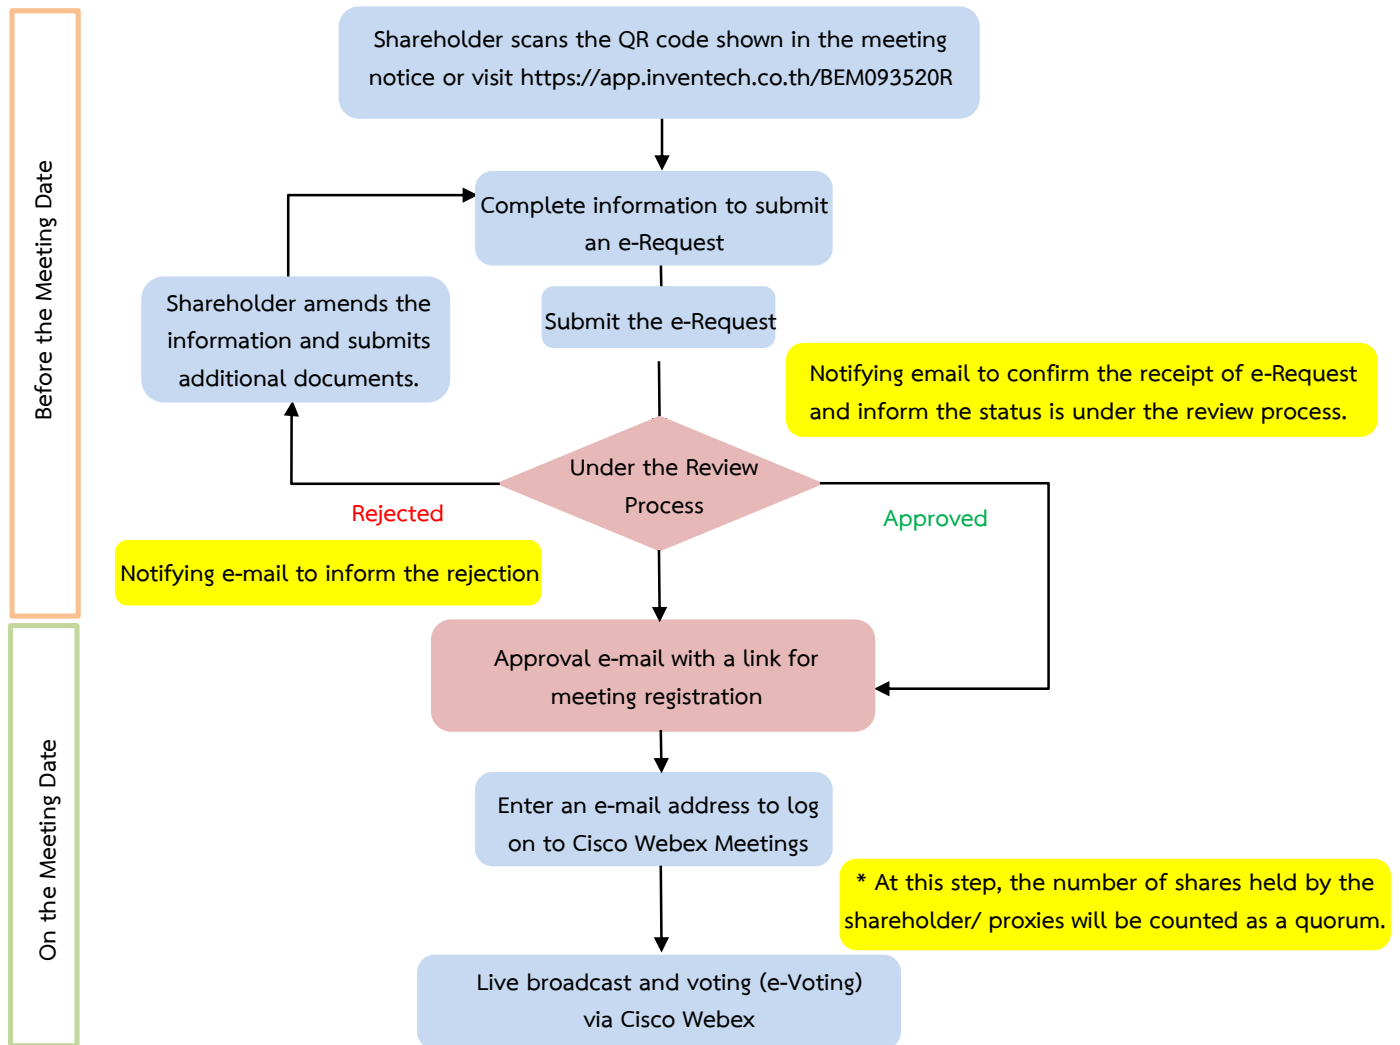 Shareholder scans the QR code shown in the meeting
notice or visit https://app.inventech.co.th/BEM093520R
Before the Meeting Date
Complete information to submit
an e-Request
Shareholder amends the
information and submits
additional documents.
Submit the e-Request
Notifying email to confirm the receipt of e-Request
and inform the status is under the review process.
Under the Review
Process
Rejected
Approved
Notifying e-mail to inform the rejection
Approval e-mail with a link for
meeting registration
On the Meeting Date
Enter an e-mail address to log
on to Cisco Webex Meetings
* At this step, the number of shares held by the
shareholder/ proxies will be counted as a quorum.
Live broadcast and voting (e-Voting)
via Cisco Webex